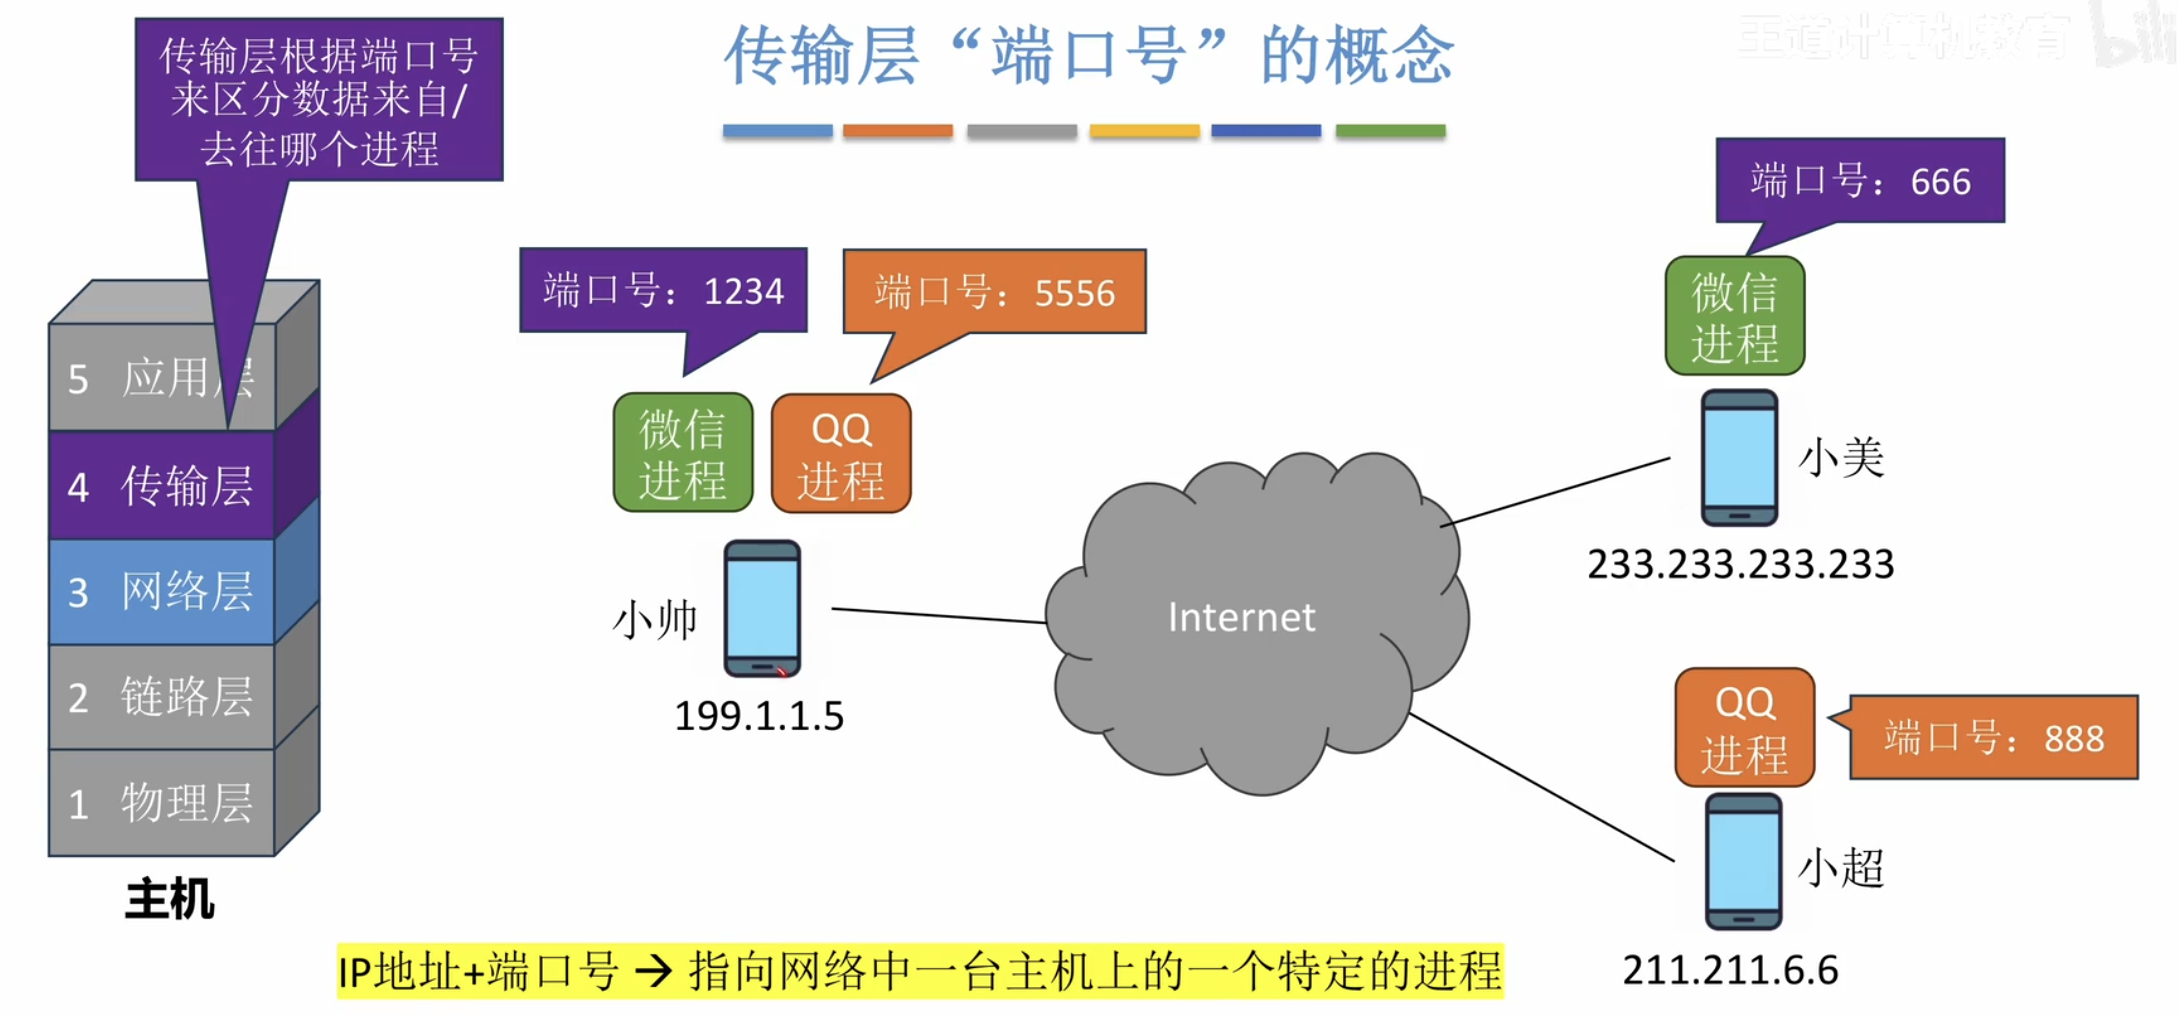 王道计算机教育
bili
传输层“端口号”的概念
传输层根据端口号
来区分数据来自/
去往哪个进程
5 应用层
4 传输层
3 网络层
2 链路层
1 物理层
主机
端口号：1234
端口号：5556
微信
进程
QQ
进程
小帅
199.1.1.5
Internet
端口号：666
微信
进程
小美
233.233.233.233
QQ
进程
端口号：888
小超
211.211.6.6
IP地址+端口号 → 指向网络中一台主机上的一个特定的进程